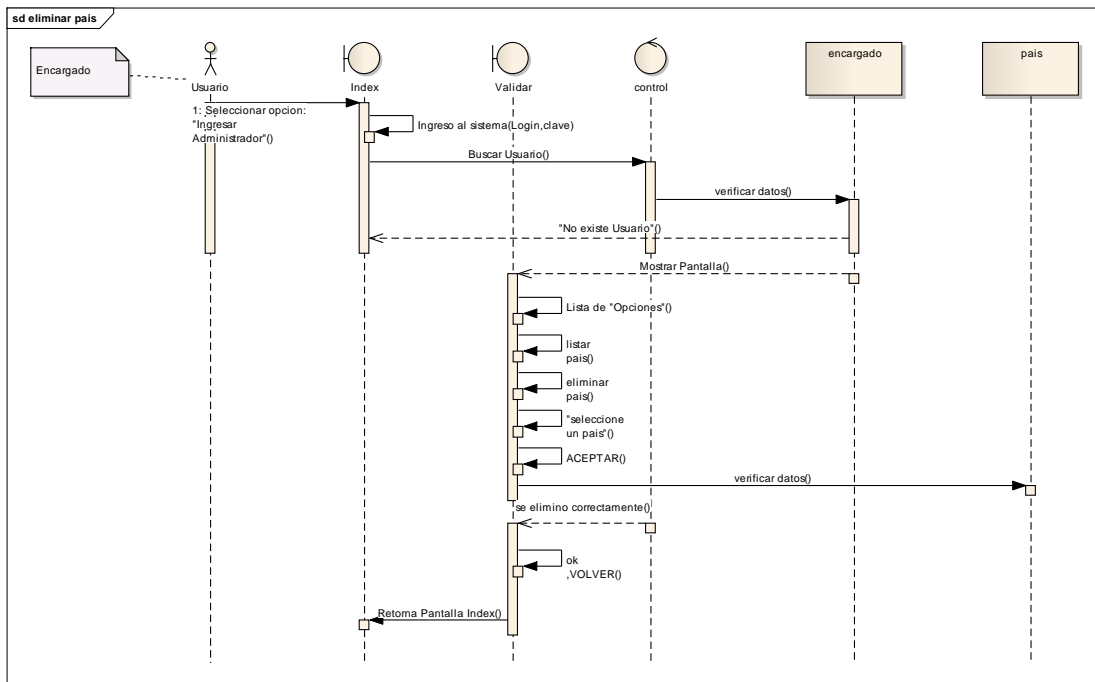 sd eliminar pais
Encargado
Usuario
Index
Validar
control
encargado
pais
1: Seleccionar opcion:
"Ingresar
Administrador"()
Ingreso al sistema(Login,clave)
Buscar Usuario()
verificar datos()
"No existe Usuario"()
Mostrar Pantalla()
Lista de "Opciones"()
listar
pais()
eliminar
pais()
"seleccione
un pais"()
ACEPTAR()
verificar datos()
se elimino correctamente()
ok
,VOLVER()
Retorna Pantalla Index()